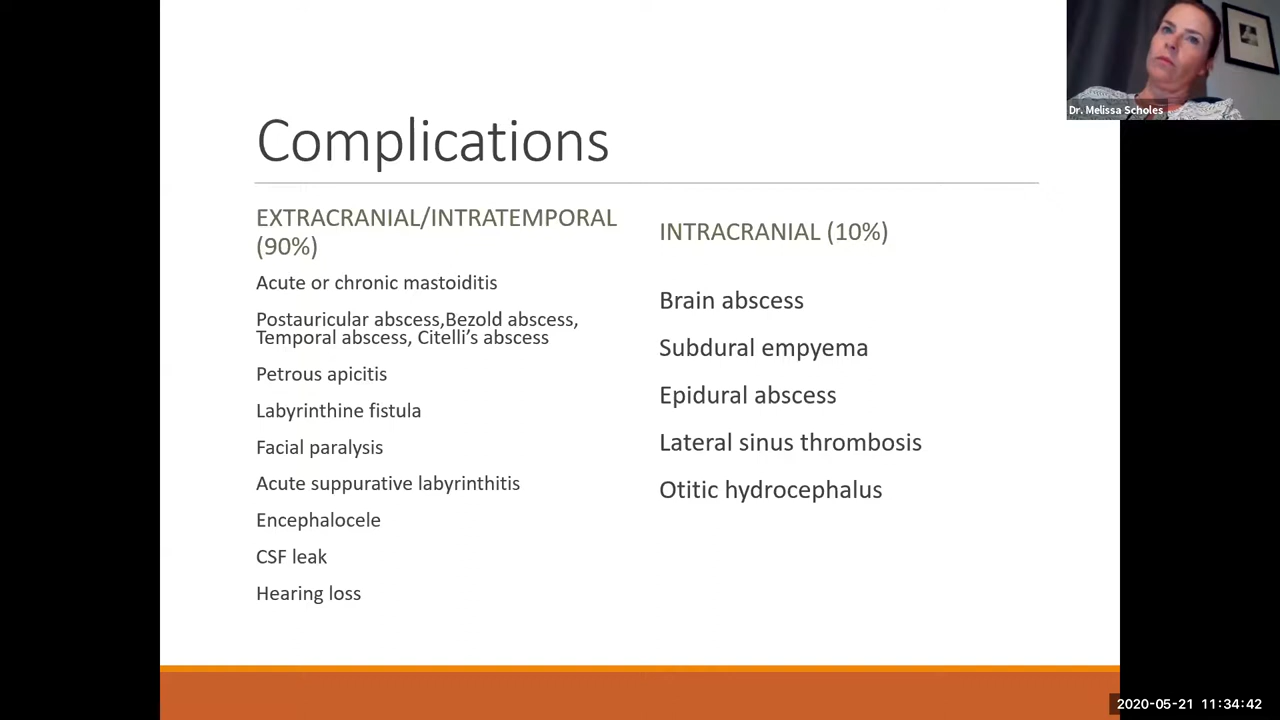 Dr. Melissa Scholes
Complications
EXTRACRANIAL/INTRATEMPORAL
(90%)
Acute or chronic mastoiditis
Postauricular abscess,Bezold abscess,
Temporal abscess, Citelli’s abscess
Petrous apicitis
Labyrinthine fistula
Facial paralysis
Acute suppurative labyrinthitis
Encephalocele
CSF leak
Hearing loss
INTRACRANIAL (10%)
Brain abscess
Subdural empyema
Epidural abscess
Lateral sinus thrombosis
Otitic hydrocephalus
2020-05-21 11:34:42